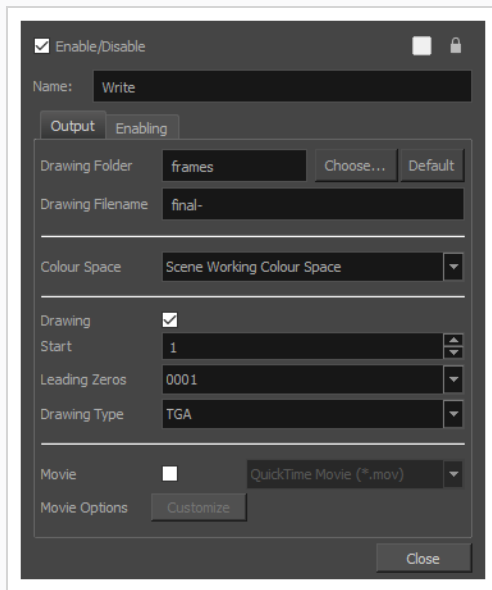 Enable/Disable
Name: Write
Output Enabling
Drawing Folder frames Choose... Default
Drawing Filename final-
Colour Space Scene Working Colour Space
Drawing
Start 1
Leading Zeros 0001
Drawing Type TGA
Movie QuickTime Movie (*.mov)
Movie Options Customize
Close